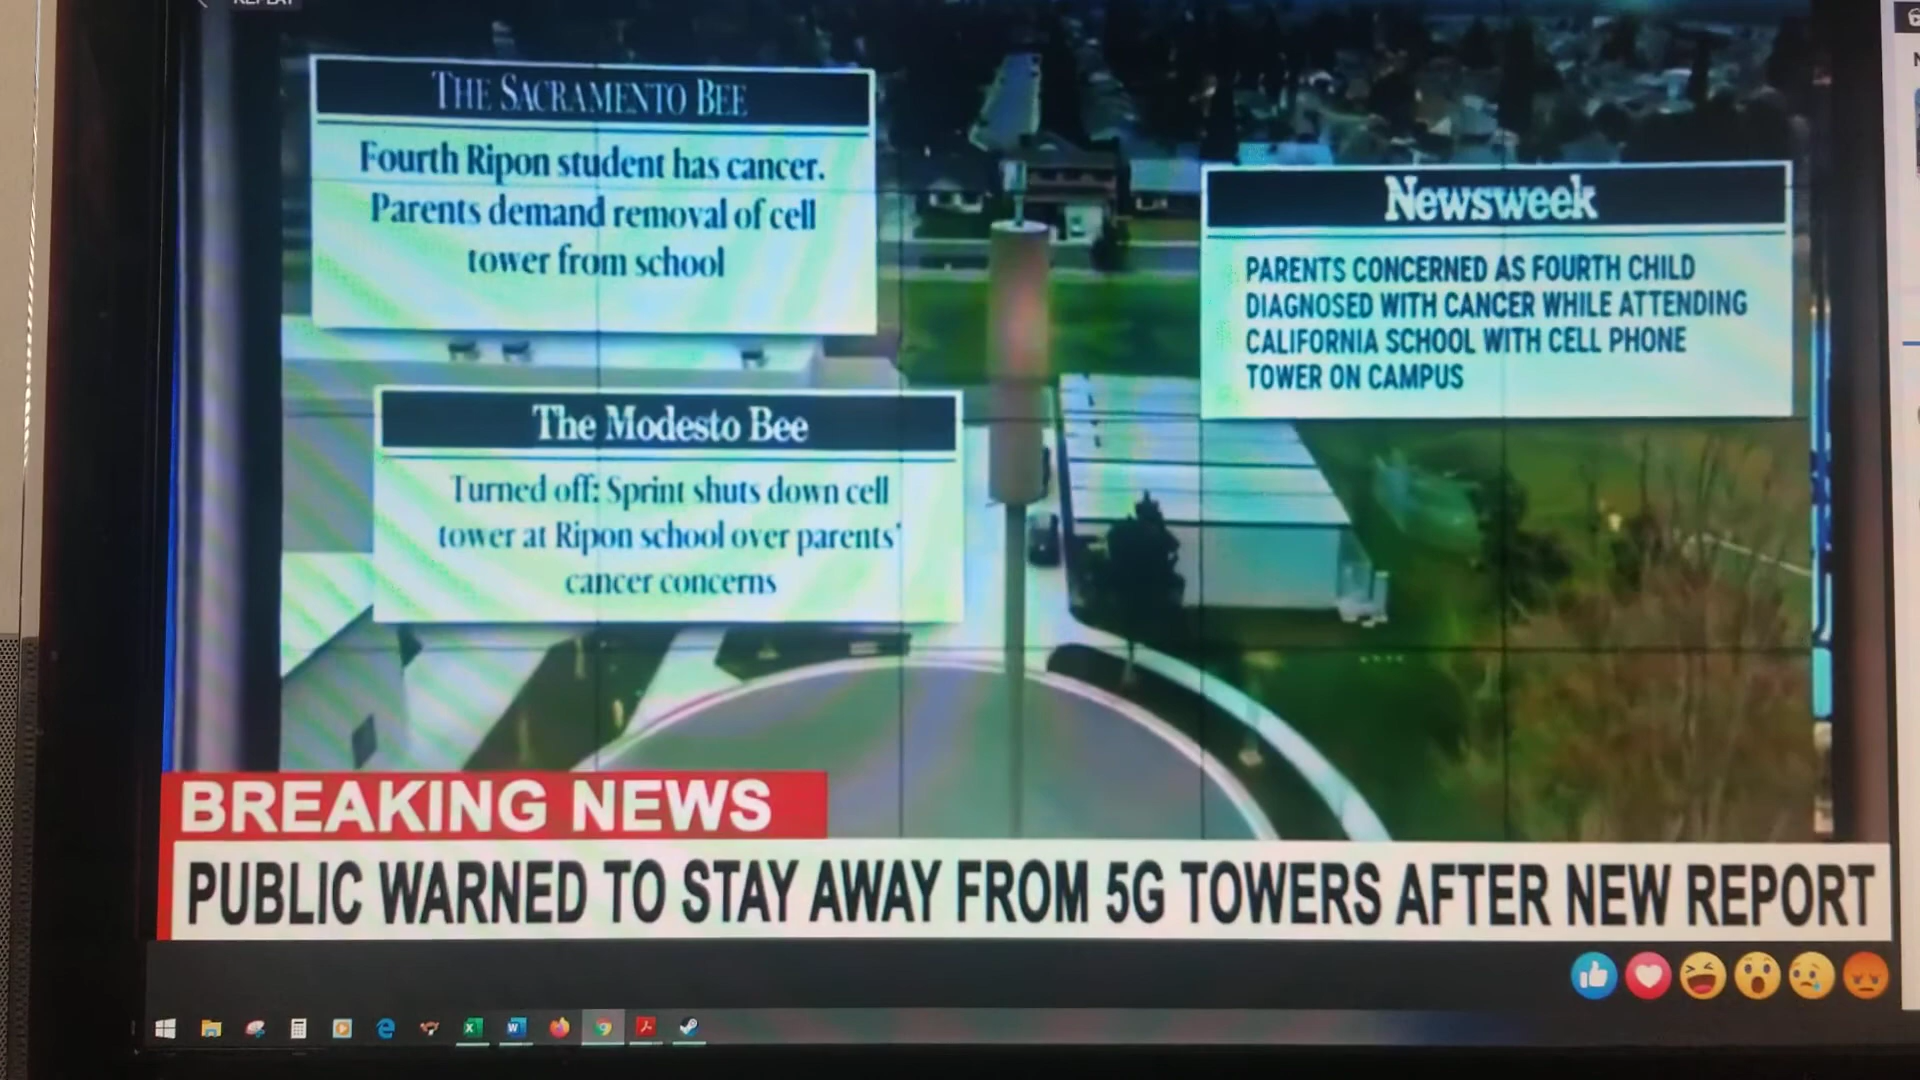 REPLAY
THE SACRAMENTO BEE
Fourth Ripon student has cancer.
Parents demand removal of cell
tower from school
Newsweek
PARENTS CONCERNED AS FOURTH CHILD
DIAGNOSED WITH CANCER WHILE ATTENDING
CALIFORNIA SCHOOL WITH CELL PHONE
TOWER ON CAMPUS
The Modesto Bee
Turned off: Sprint shuts down cell
tower at Ripon school over parents'
cancer concerns
BREAKING NEWS
PUBLIC WARNED TO STAY AWAY FROM 5G TOWERS AFTER NEW REPORT